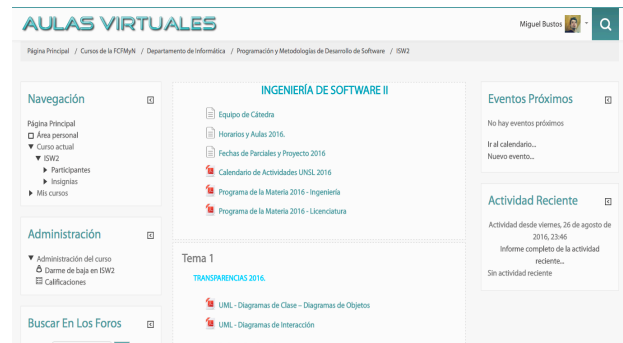 AULAS VIRTUALES
Miguel Bustos
Página Principal / Cursos de la FCFMyN / Departamento de Informática / Programación y Metodologías de Desarrollo de Software / ISW2
Navegación
Página Principal
Área personal
Curso actual
ISW2
Participantes
Insignias
Mis cursos
Administración
Administración del curso
Darme de baja en ISW2
Calificaciones
Buscar En Los Foros
INGENIERÍA DE SOFTWARE II
Equipo de Cátedra
Horarios y Aulas 2016.
Fechas de Parciales y Proyecto 2016
Calendario de Actividades UNSL 2016
Programa de la Materia 2016 - Ingeniería
Programa de la Materia 2016 - Licenciatura
Tema 1
TRANSPARENCIAS 2016.
UML - Diagramas de Clase – Diagramas de Objetos
UML - Diagramas de Interacción
Eventos Próximos
No hay eventos próximos
Ir al calendario...
Nuevo evento...
Actividad Reciente
Actividad desde viernes, 26 de agosto de
2016, 23:46
Informe completo de la actividad
reciente...
Sin actividad reciente